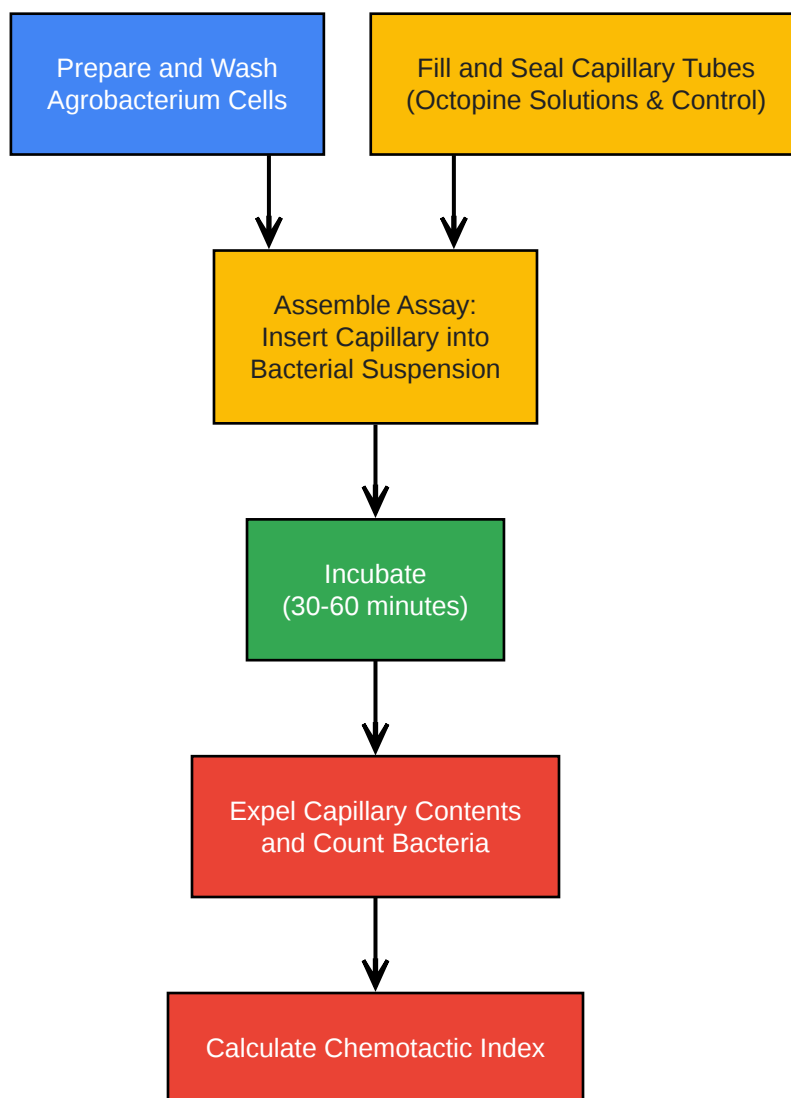 Prepare and Wash
Agrobacterium Cells
Fill and Seal Capillary Tubes
(Octopine Solutions & Control)
Assemble Assay:
Insert Capillary into
Bacterial Suspension
Incubate
(30-60 minutes)
Expel Capillary Contents
and Count Bacteria
Calculate Chemotactic Index